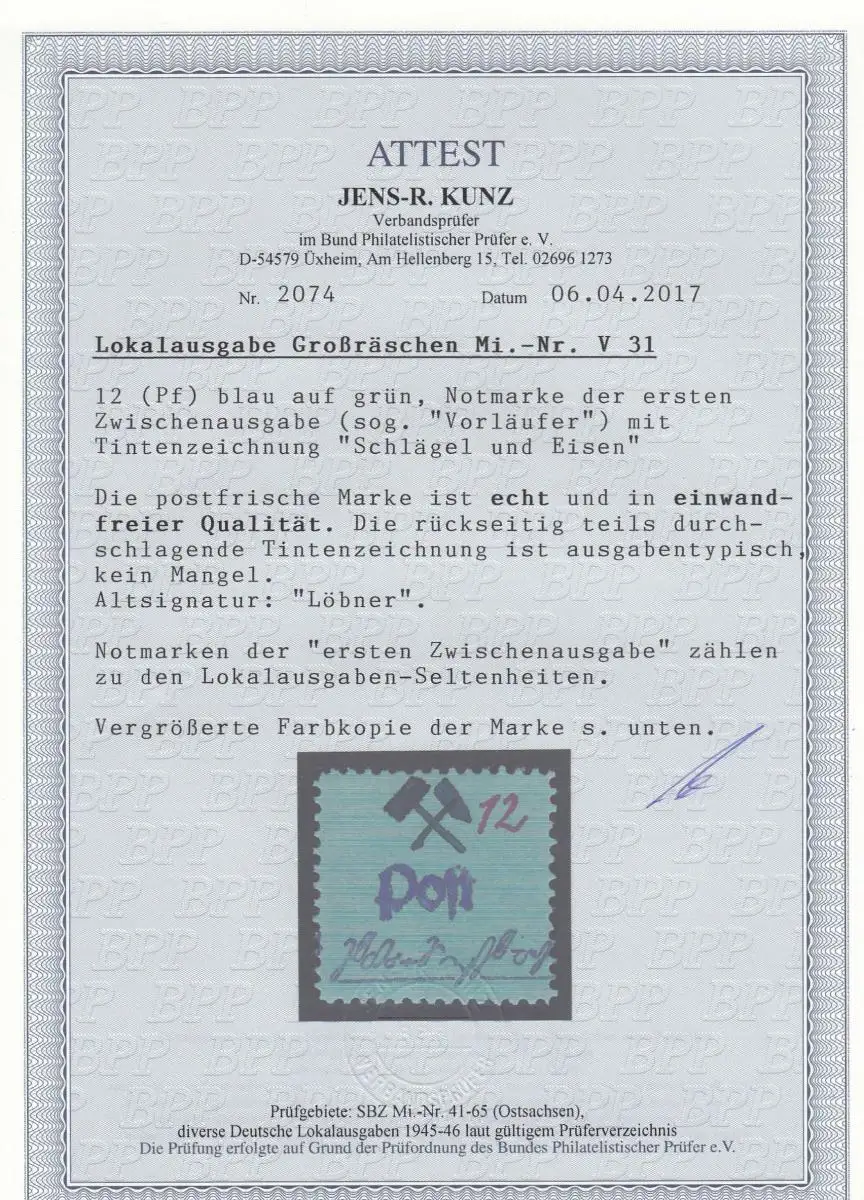 ATTEST
JENS-R. KUNZ
Verbandsprüfer
im Bund Philatelistischer Prüfer e. V.
D-54579 Üxheim, Am Hellenberg 15, Tel. 02696 1273
Nr. 2074 Datum 06.04.2017
Lokalausgabe Großräschen Mi.-Nr. V 31
12 (Pf) blau auf grün, Notmarke der ersten
Zwischenausgabe (sog. "Vorläufer") mit
Tintenzeichnung "Schlägel und Eisen"
Die postfrische Marke ist echt und in einwand-
freier Qualität. Die rückseitig teils durch-
schlagende Tintenzeichnung ist ausgabentypisch,
kein Mangel.
Altsignatur: "Löbner".
Notmarken der "ersten Zwischenausgabe" zählen
zu den Lokalausgaben-Seltenheiten.
Vergrößerte Farbkopie der Marke s. unten.
12
Post
Prüfgebiete: SBZ Mi.-Nr. 41-65 (Ostsachsen),
diverse Deutsche Lokalausgaben 1945-46 laut gültigem Prüferverzeichnis
Die Prüfung erfolgte auf Grund der Prüfordnung des Bundes Philatelistischer Prüfer e.V.